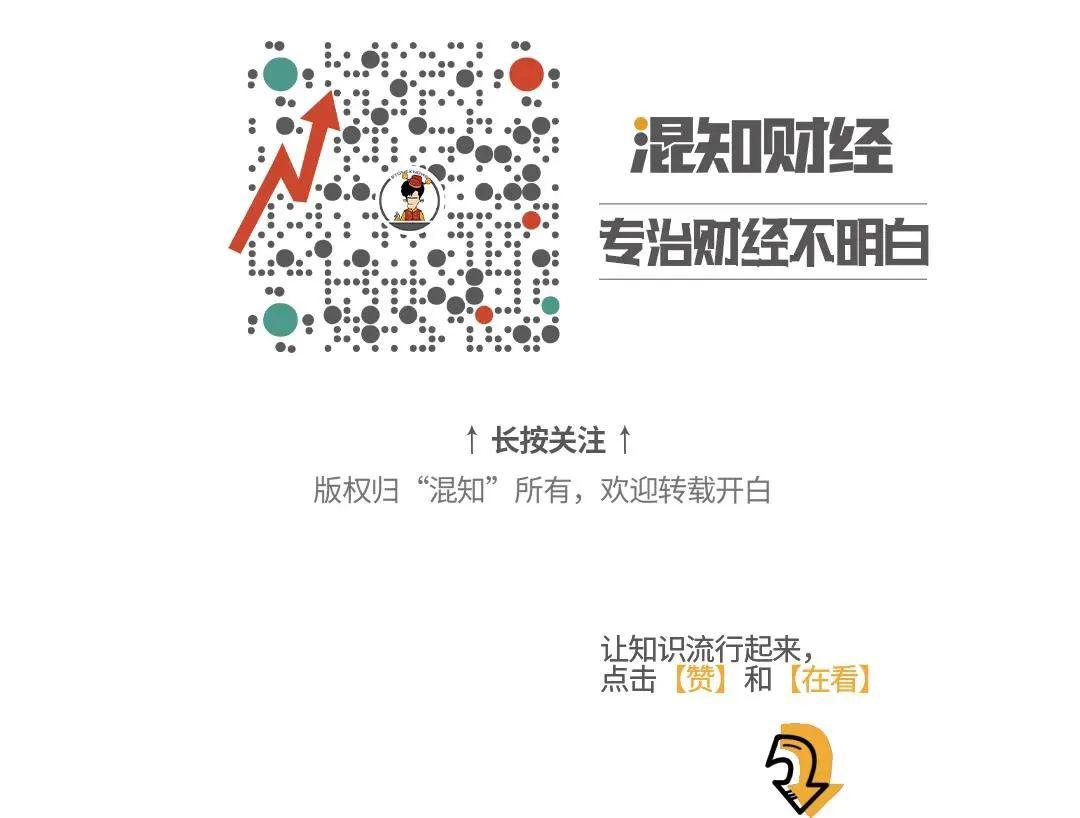 混知财经
专治财经不明白
↑ 长按关注 ↑
版权归“混知”所有，欢迎转载开白
让知识流行起来，
点击【赞】和【在看】